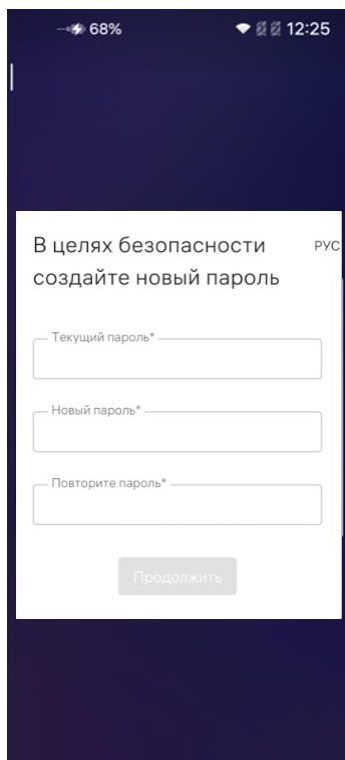 68% 12:25
В целях безопасности РУС
создайте новый пароль
Текущий пароль*
Новый пароль*
Повторите пароль*
Продолжить